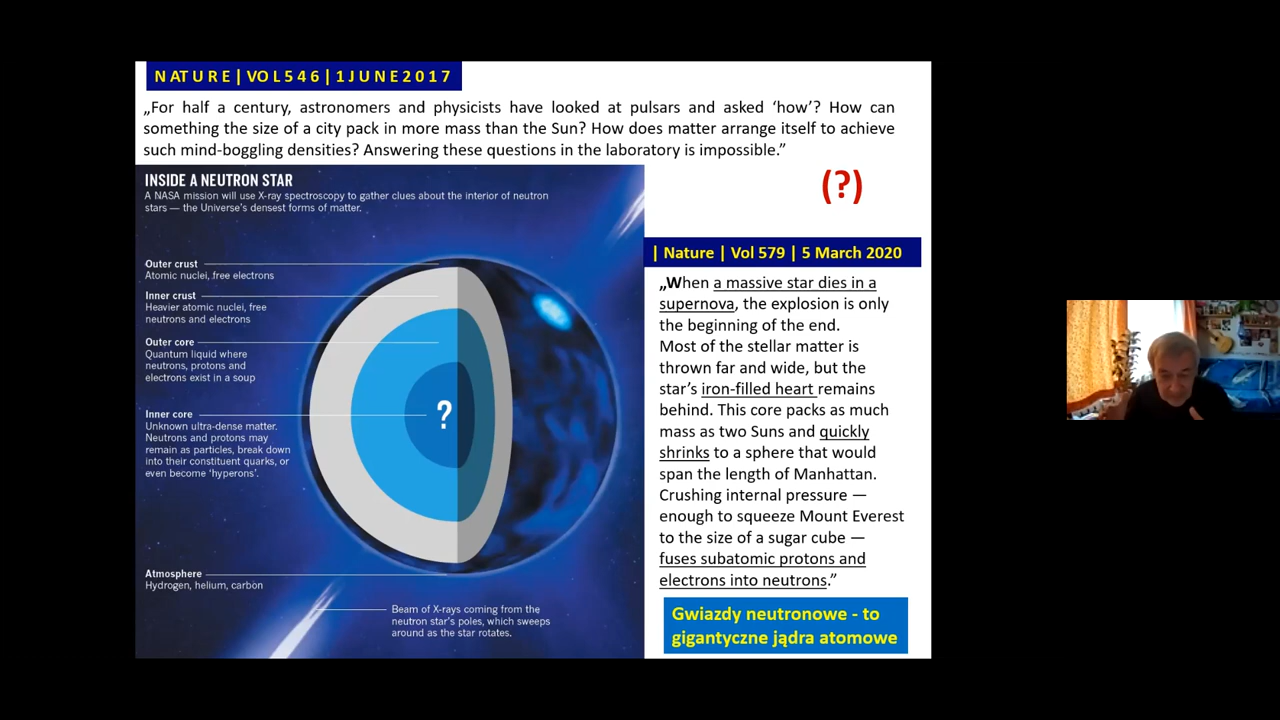 NATURE | VOL 546 | 1 JUNE 2017
„For half a century, astronomers and physicists have looked at pulsars and asked ‘how’? How can
something the size of a city pack in more mass than the Sun? How does matter arrange itself to achieve
such mind-boggling densities? Answering these questions in the laboratory is impossible.”
(?)
INSIDE A NEUTRON STAR
A NASA mission will use X-ray spectroscopy to gather clues about the interior of neutron
stars — the Universe’s densest forms of matter.
Outer crust
Atomic nuclei, free electrons
Inner crust
Heavier atomic nuclei, free
neutrons and electrons
Outer core
Quantum liquid where
neutrons, protons and
electrons exist in a soup
Inner core
Unknown ultra-dense matter.
Neutrons and protons may
remain as particles, break down
into their constituent quarks, or
even become ‘hyperons’.
?
Atmosphere
Hydrogen, helium, carbon
Beam of X-rays coming from the
neutron star’s poles, which sweeps
around as the star rotates.
| Nature | Vol 579 | 5 March 2020
„When a massive star dies in a
supernova, the explosion is only
the beginning of the end.
Most of the stellar matter is
thrown far and wide, but the
star’s iron-filled heart remains
behind. This core packs as much
mass as two Suns and quickly
shrinks to a sphere that would
span the length of Manhattan.
Crushing internal pressure —
enough to squeeze Mount Everest
to the size of a sugar cube —
fuses subatomic protons and
electrons into neutrons.”
Gwiazdy neutronowe - to
gigantyczne jądra atomowe